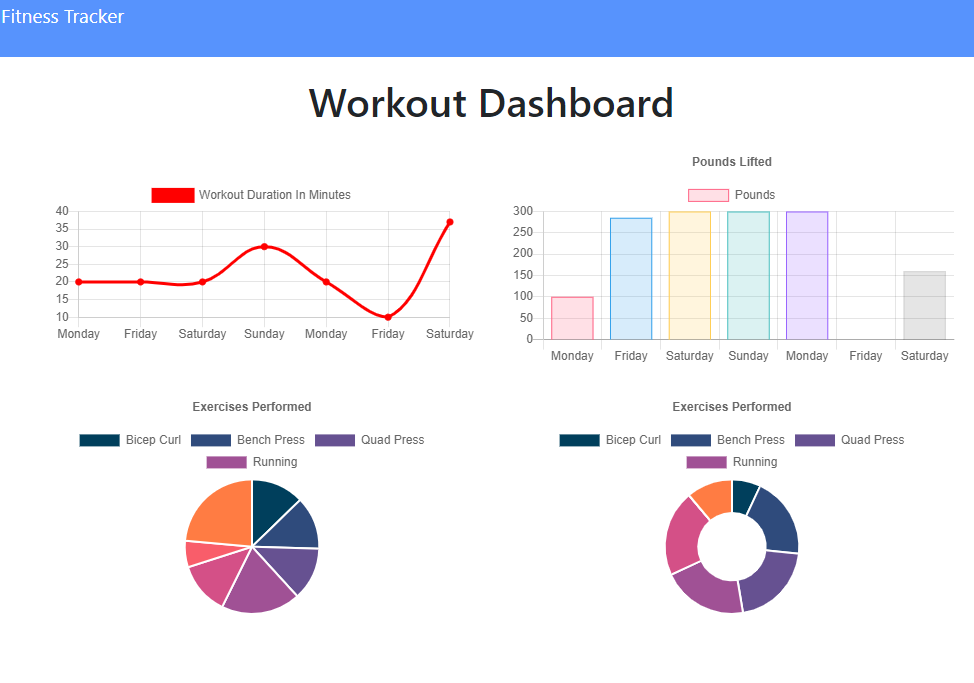 Fitness Tracker
Workout Dashboard
Workout Duration In Minutes
40
35
30
25
20
15
10
Monday Friday Saturday Sunday Monday Friday Saturday
Pounds Lifted
Pounds
300
250
200
150
100
50
0
Monday Friday Saturday Sunday Monday Friday Saturday
Exercises Performed
Bicep Curl Bench Press Quad Press
Running
Exercises Performed
Bicep Curl Bench Press Quad Press
Running